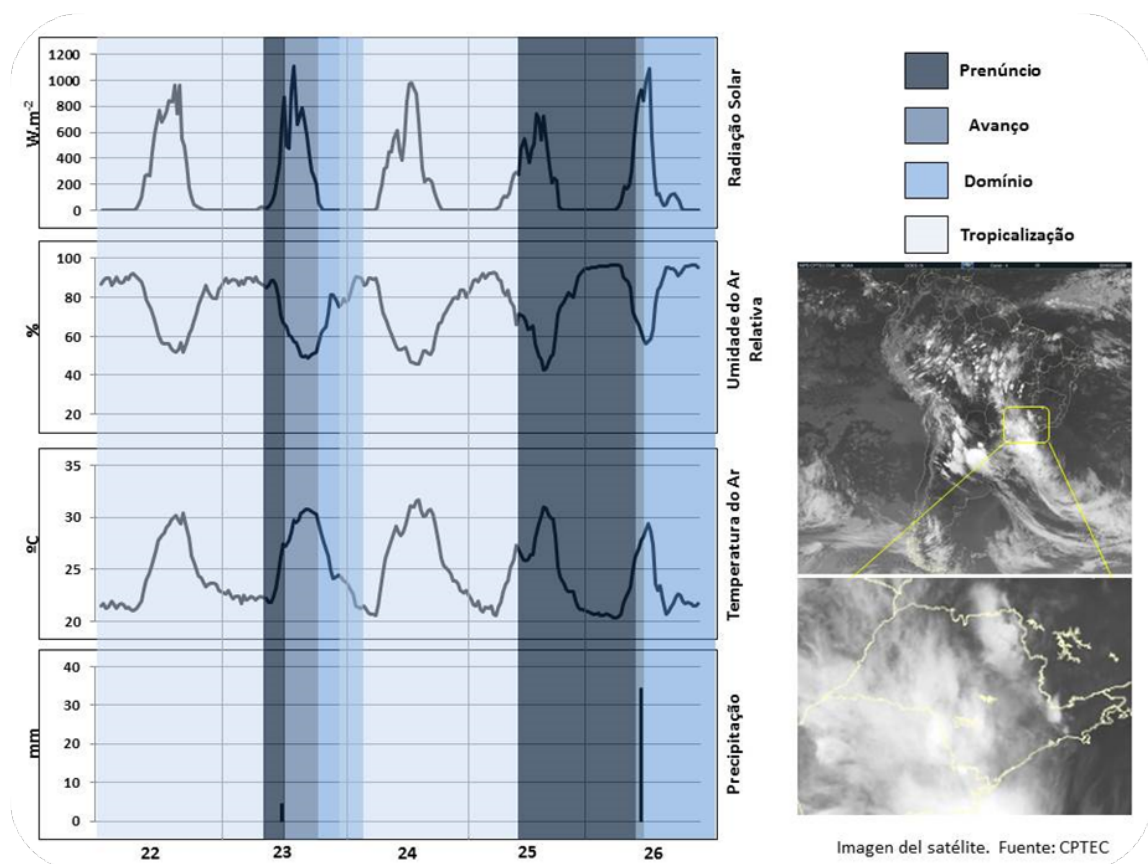 1200
1000
800
600
400
200
0
W.m-2
Radiação Solar
Prenúncio
Avanço
Domínio
Tropicalização
100
80
60
40
20
%
Umidade do Ar
Relativa
35
30
25
20
ºC
Temperatura do Ar
40
30
20
10
0
mm
Precipitação
22
23
24
25
26
Imagen del satélite. Fuente: CPTEC